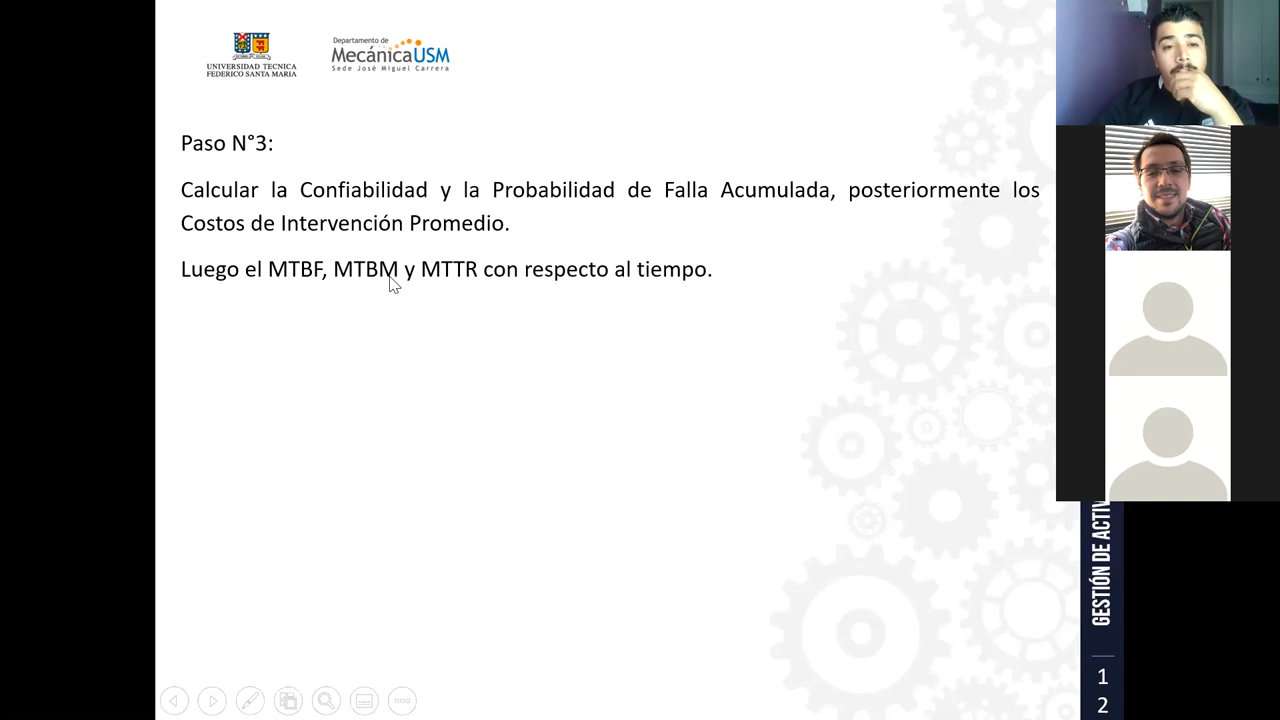 UNIVERSIDAD TECNICA
FEDERICO SANTA MARIA
Departamento de
MecánicaUSM
Sede José Miguel Carrera
Paso N°3:
Calcular la Confiabilidad y la Probabilidad de Falla Acumulada, posteriormente los
Costos de Intervención Promedio.
Luego el MTBF, MTBM y MTTR con respecto al tiempo.
GESTIÓN DE ACTIV
1
2